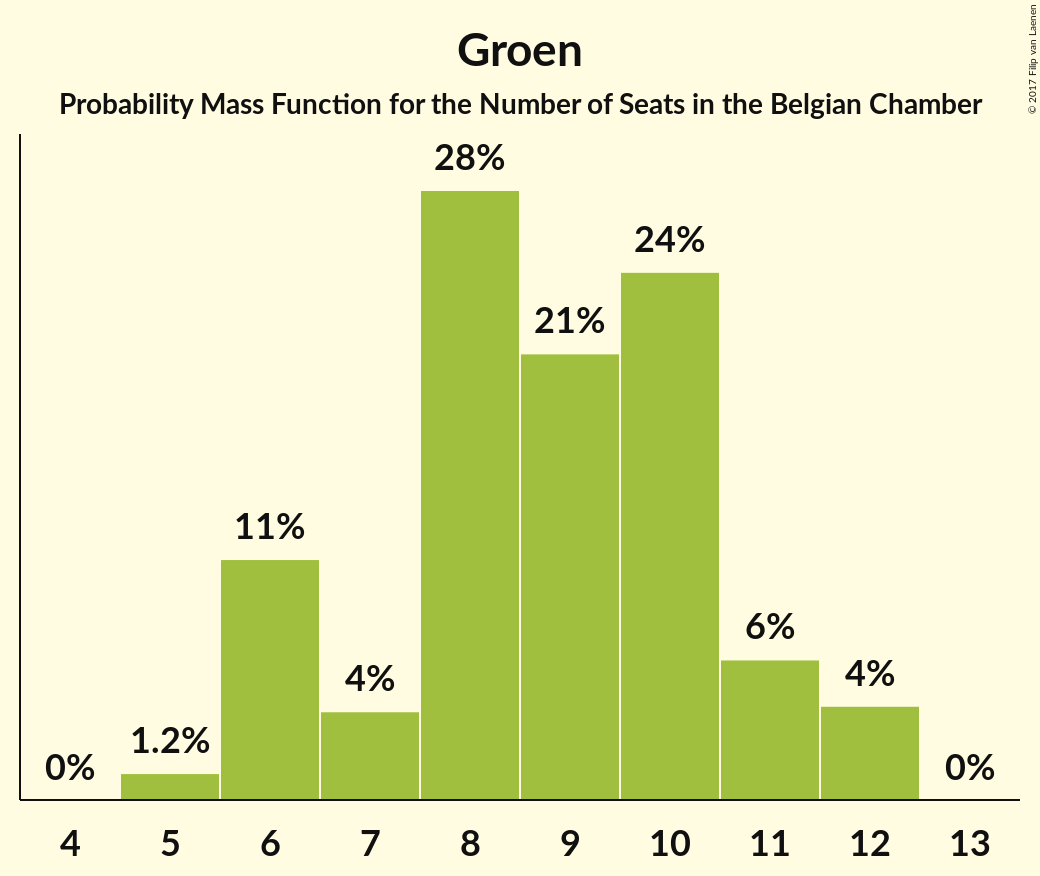 Groen
Probability Mass Function for the Number of Seats in the Belgian Chamber
© 2017 Filip van Laenen
28%
24%
21%
11%
6%
4%
4%
1.2%
0%
0%
4 5 6 7 8 9 10 11 12 13